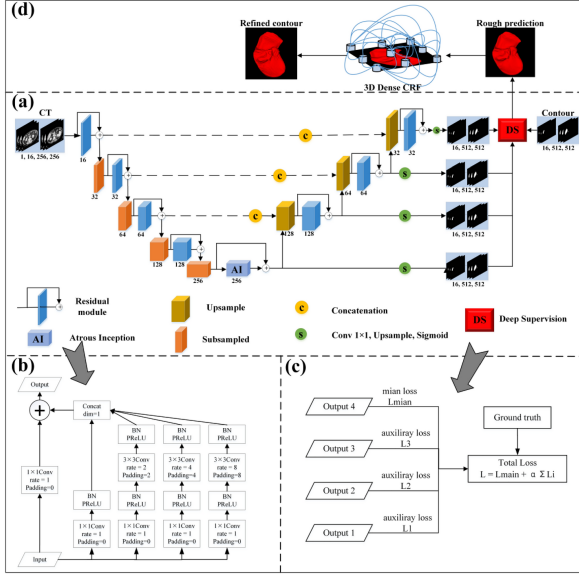 (d)
Refined contour
Rough prediction
3D Dense CRF
(a)
CT
Contour
1, 16, 256, 256
16
c
32
32
s
16, 512, 512
DS
16, 512, 512
32
32
c
64
64
s
16, 512, 512
64
64
c
128
128
s
16, 512, 512
128
128
256
AI
256
s
16, 512, 512
Residual
module
Upsample
c
Concatenation
DS
Deep Supervision
AI
Atrous Inception
Subsampled
s
Conv 1×1, Upsample, Sigmoid
(b)
Output
Concat
dim=1
BN
PReLU
BN
PReLU
BN
PReLU
3×3Conv
rate = 2
Padding=2
3×3Conv
rate = 4
Padding=4
3×3Conv
rate = 8
Padding=8
1×1Conv
rate = 1
Padding=0
BN
PReLU
BN
PReLU
BN
PReLU
BN
PReLU
1×1Conv
rate = 1
Padding=0
1×1Conv
rate = 1
Padding=0
1×1Conv
rate = 1
Padding=0
1×1Conv
rate = 1
Padding=0
Input
(c)
Output 4
mian loss
Lmian
Output 3
auxiliray loss
L3
Output 2
auxiliray loss
L2
Output 1
auxiliray loss
L1
Ground truth
Total Loss
L = Lmain + α Σ Li